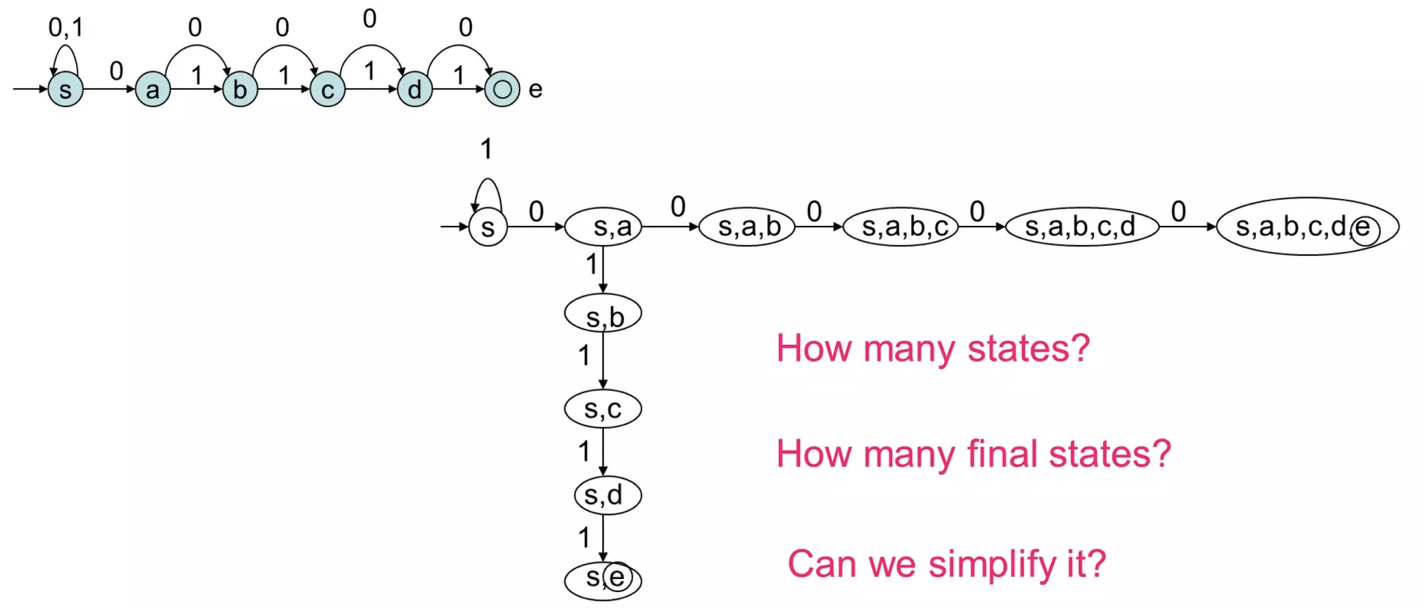 0,1 0 0 0 0
0 1 1 1 1
s a b c d e
1
0 0 0 0 0
s s,a s,a,b s,a,b,c s,a,b,c,d s,a,b,c,d,e
1
s,b
1
How many states?
s,c
1
How many final states?
s,d
1
Can we simplify it?
s,e